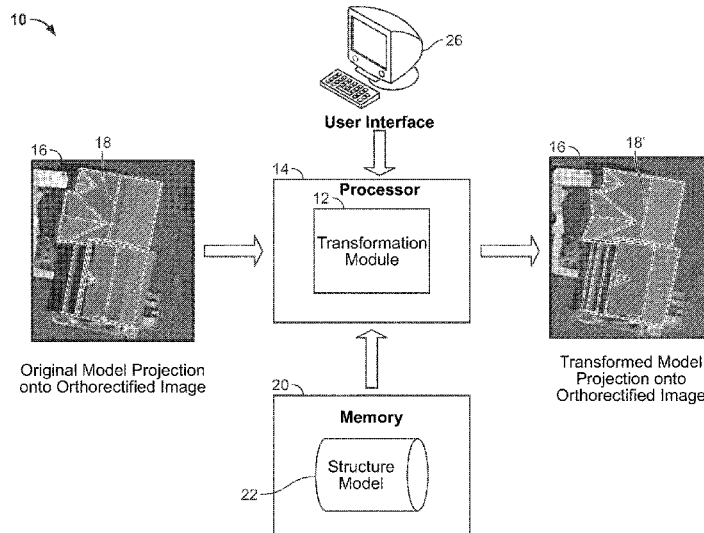 10
26
User Interface
16
18
14
Processor
12
Transformation
Module
16
18'
Original Model Projection
onto Orthorectified Image
20
Memory
Structure
Model
22
Transformed Model
Projection onto
Orthorectified Image